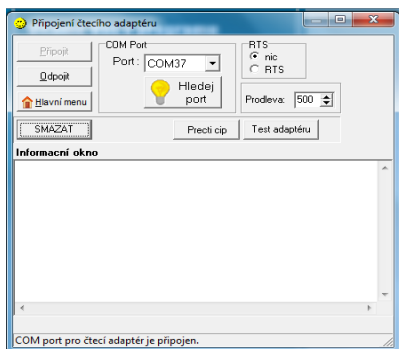 Připojení čtecího adaptéru
Připojit
Odpojit
Hlavní menu
COM Port
Port: COM37
Hledej
port
RTS
nic
RTS
Prodleva: 500
SMAZAT
Precti cip
Test adaptéru
Informacní okno
COM port pro čtecí adaptér je připojen.